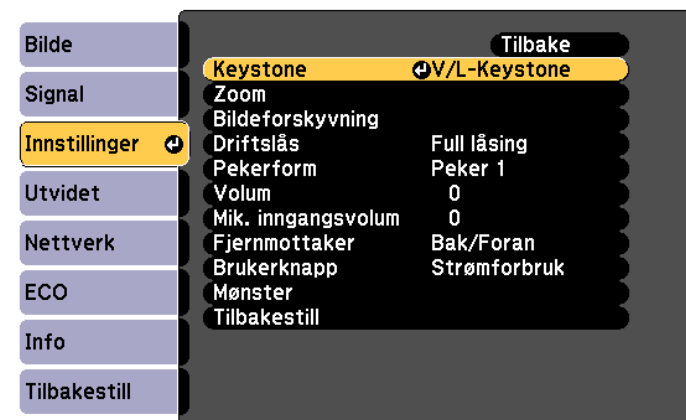 Bilde
Signal
Innstillinger
Utvidet
Nettverk
ECO
Info
Tilbakestill
Tilbake
Keystone V/L-Keystone
Zoom
Bildeforskyvning
Driftslås Full låsing
Pekerform Peker 1
Volum 0
Mik. inngangsvolum 0
Fjernmottaker Bak/Foran
Brukerknapp Strømforbruk
Mønster
Tilbakestill